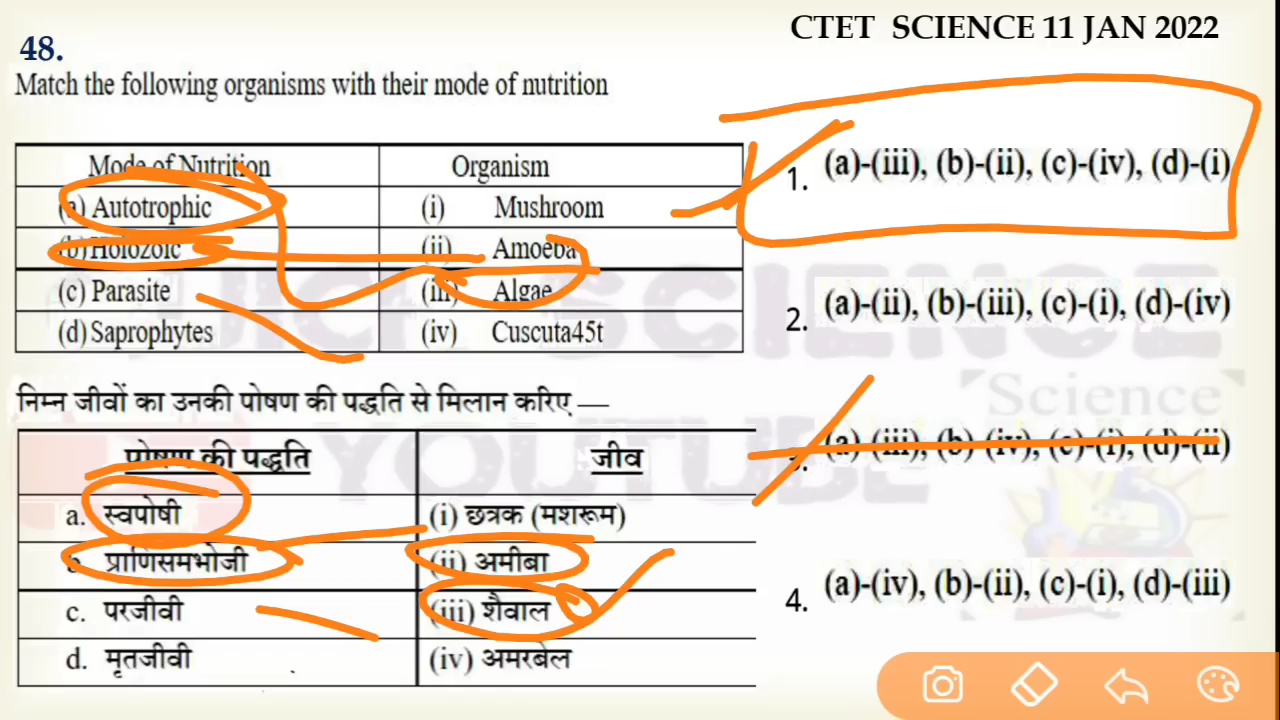 CTET SCIENCE 11 JAN 2022
48.
Match the following organisms with their mode of nutrition
Mode of Nutrition Organism
(a) Autotrophic (i) Mushroom
(b) Holozoic (ii) Amoeba
(c) Parasite (iii) Algae
(d) Saprophytes (iv) Cuscuta45t
निम्न जीवों का उनकी पोषण की पद्धति से मिलान करिए —
पोषण की पद्धति जीव
a. स्वपोषी (i) छत्रक (मशरूम)
b. प्राणिसमभोजी (ii) अमीबा
c. परजीवी (iii) शैवाल
d. मृतजीवी (iv) अमरबेल
1. (a)-(iii), (b)-(ii), (c)-(iv), (d)-(i)
2. (a)-(ii), (b)-(iii), (c)-(i), (d)-(iv)
3. (a)-(iii), (b)-(iv), (c)-(i), (d)-(ii)
4. (a)-(iv), (b)-(ii), (c)-(i), (d)-(iii)
SCIENCE
Science
YOUTUBE